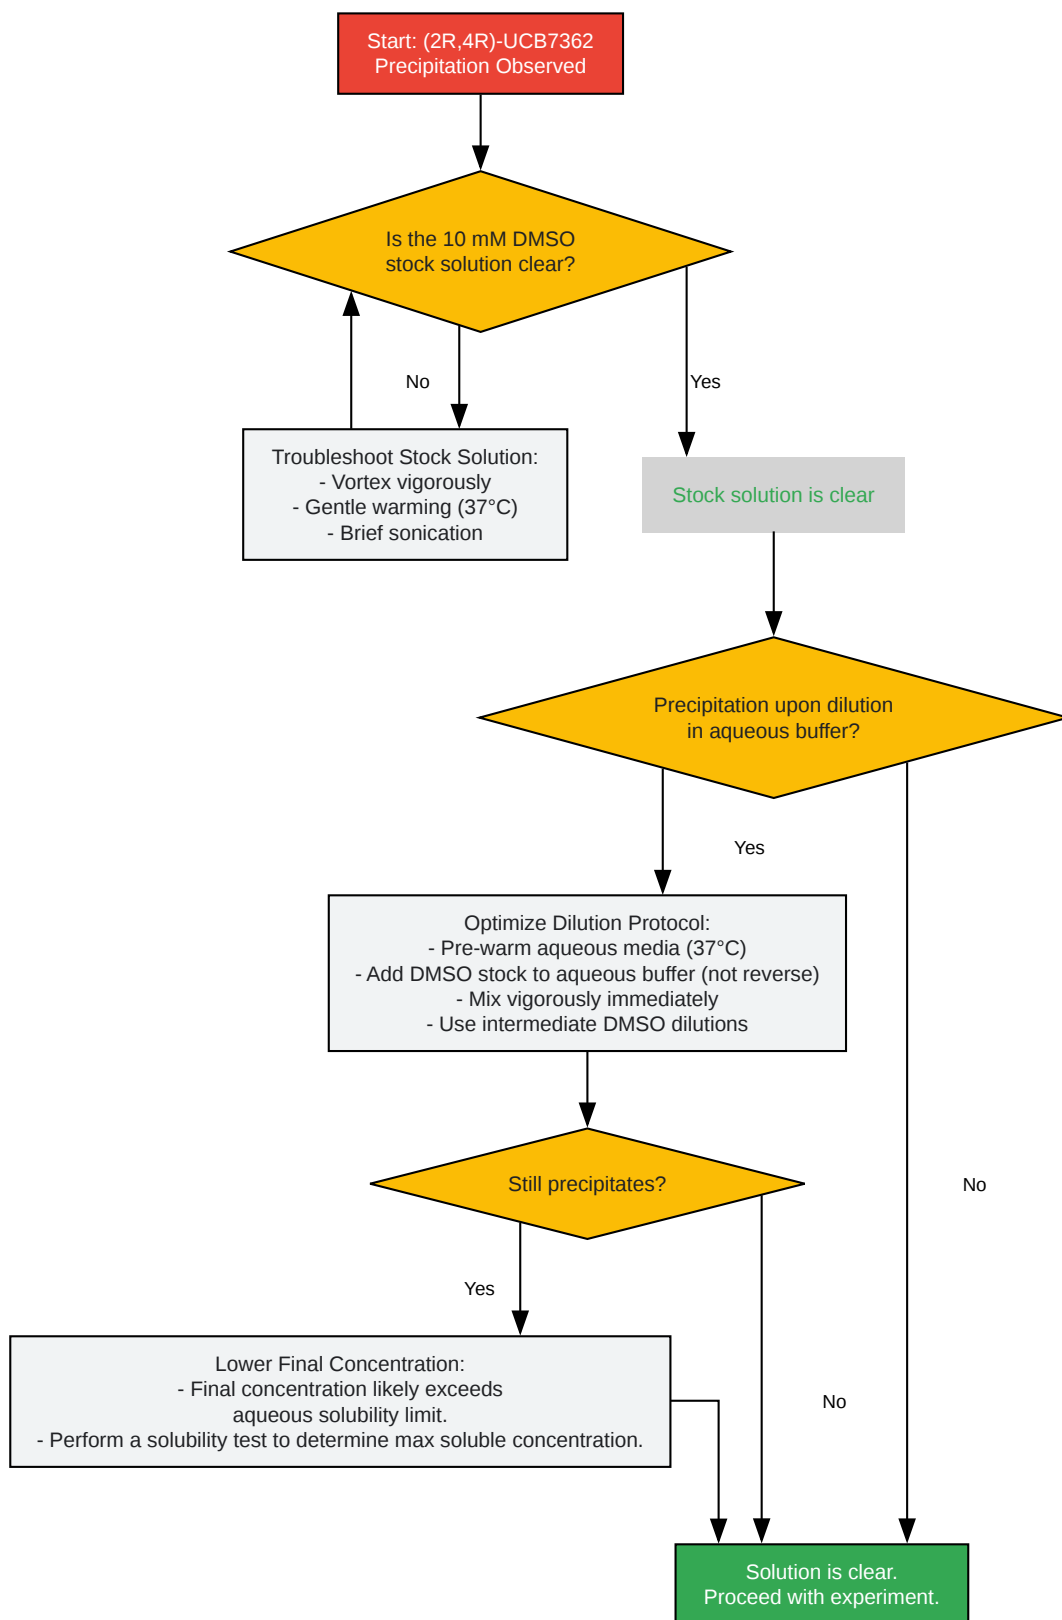 Start: (2R,4R)-UCB7362
Precipitation Observed
Is the 10 mM DMSO
stock solution clear?
No
Yes
Troubleshoot Stock Solution:
- Vortex vigorously
- Gentle warming (37°C)
- Brief sonication
Stock solution is clear
Precipitation upon dilution
in aqueous buffer?
Yes
Optimize Dilution Protocol:
- Pre-warm aqueous media (37°C)
- Add DMSO stock to aqueous buffer (not reverse)
- Mix vigorously immediately
- Use intermediate DMSO dilutions
Still precipitates?
No
Yes
Lower Final Concentration:
- Final concentration likely exceeds
aqueous solubility limit.
- Perform a solubility test to determine max soluble concentration.
No
Solution is clear.
Proceed with experiment.